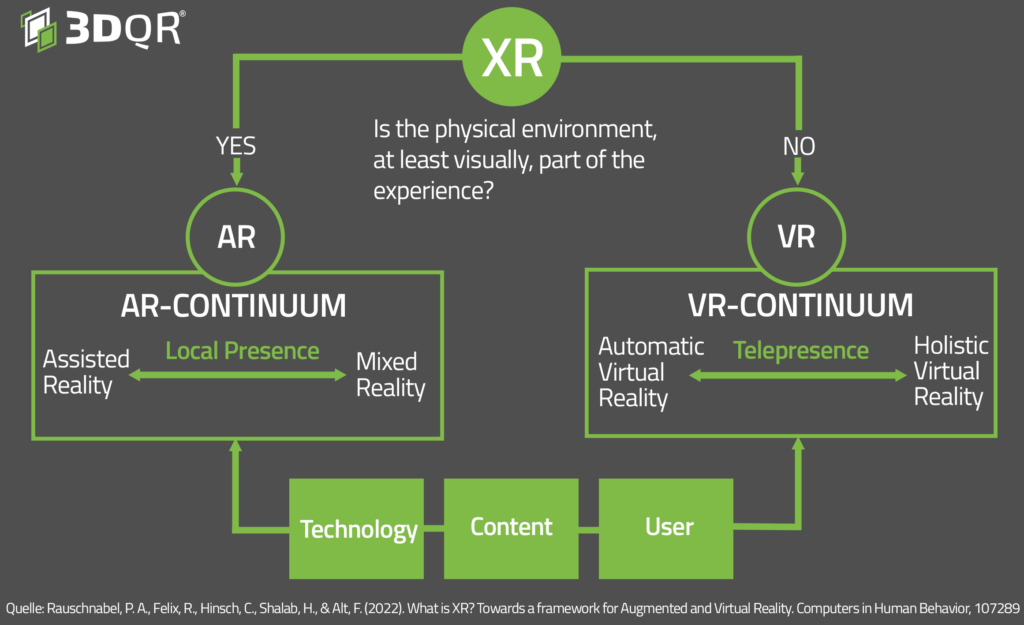 3DQR®
XR
Is the physical environment,
at least visually, part of the
experience?
YES
NO
AR
VR
AR-CONTINUUM
Local Presence
Assisted
Reality
Mixed
Reality
VR-CONTINUUM
Telepresence
Automatic
Virtual
Reality
Holistic
Virtual
Reality
Technology
Content
User
Quelle: Rauschnabel, P. A., Felix, R., Hinsch, C., Shalab, H., & Alt, F. (2022). What is XR? Towards a framework for Augmented and Virtual Reality. Computers in Human Behavior, 107289